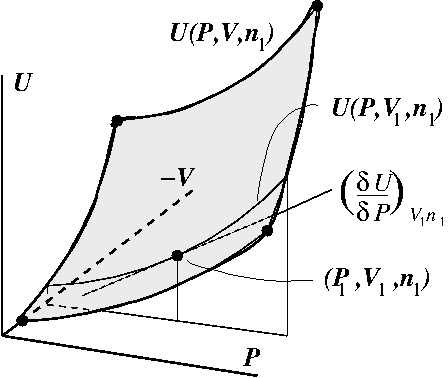 U(P,V,n₁)
U
U(P,V₁,n₁)
–V
(δU/δP) V₁n₁
(P₁,V₁,n₁)
P